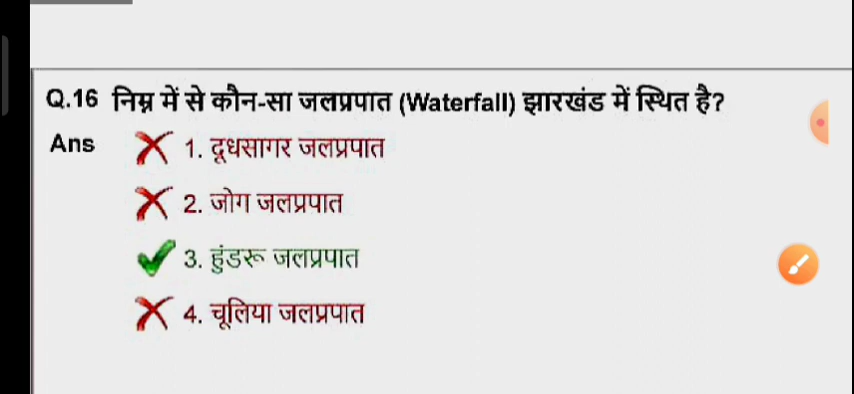 Q.16 निम्न में से कौन-सा जलप्रपात (Waterfall) झारखंड में स्थित है?
Ans 1. दूधसागर जलप्रपात
2. जोग जलप्रपात
3. हुंडरू जलप्रपात
4. चूलिया जलप्रपात